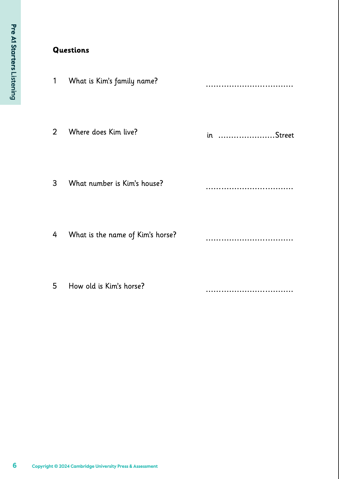 Pre A1 Starters Listening
Questions
1 What is Kim's family name? ..................................
2 Where does Kim live? in ......................Street
3 What number is Kim's house? ..................................
4 What is the name of Kim's horse? ..................................
5 How old is Kim's horse? ..................................
6 Copyright © 2024 Cambridge University Press & Assessment